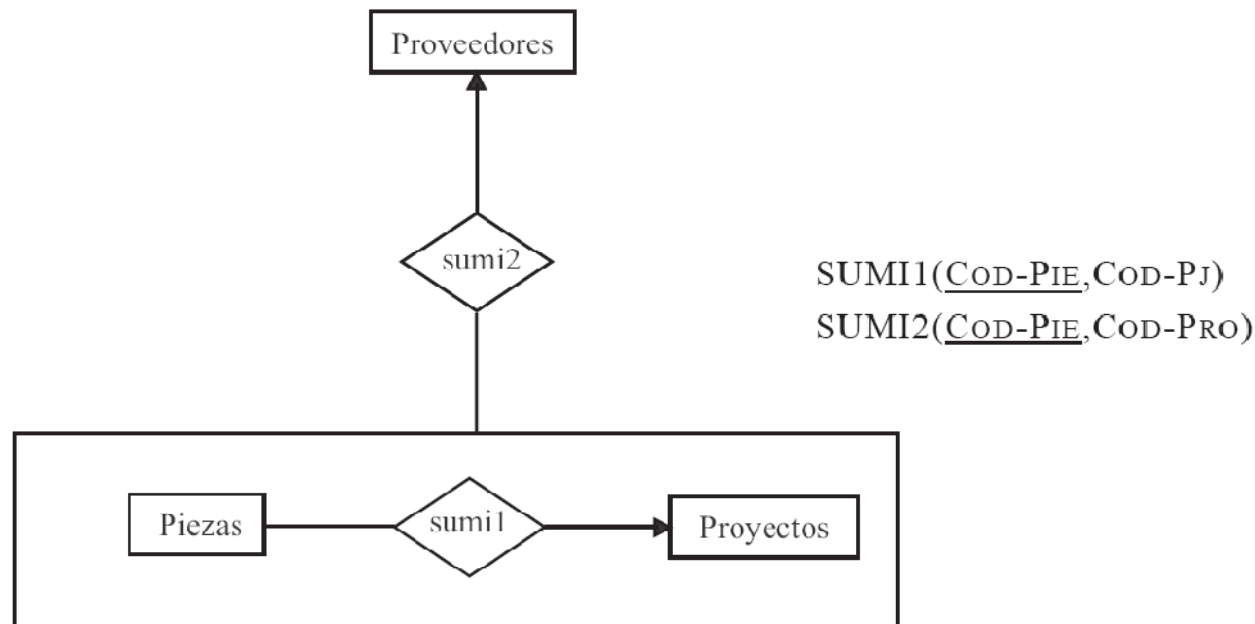 Proveedores
sumi2
SUMI1(COD-PIE,COD-PJ)
SUMI2(COD-PIE,COD-PRO)
Piezas
sumi1
Proyectos